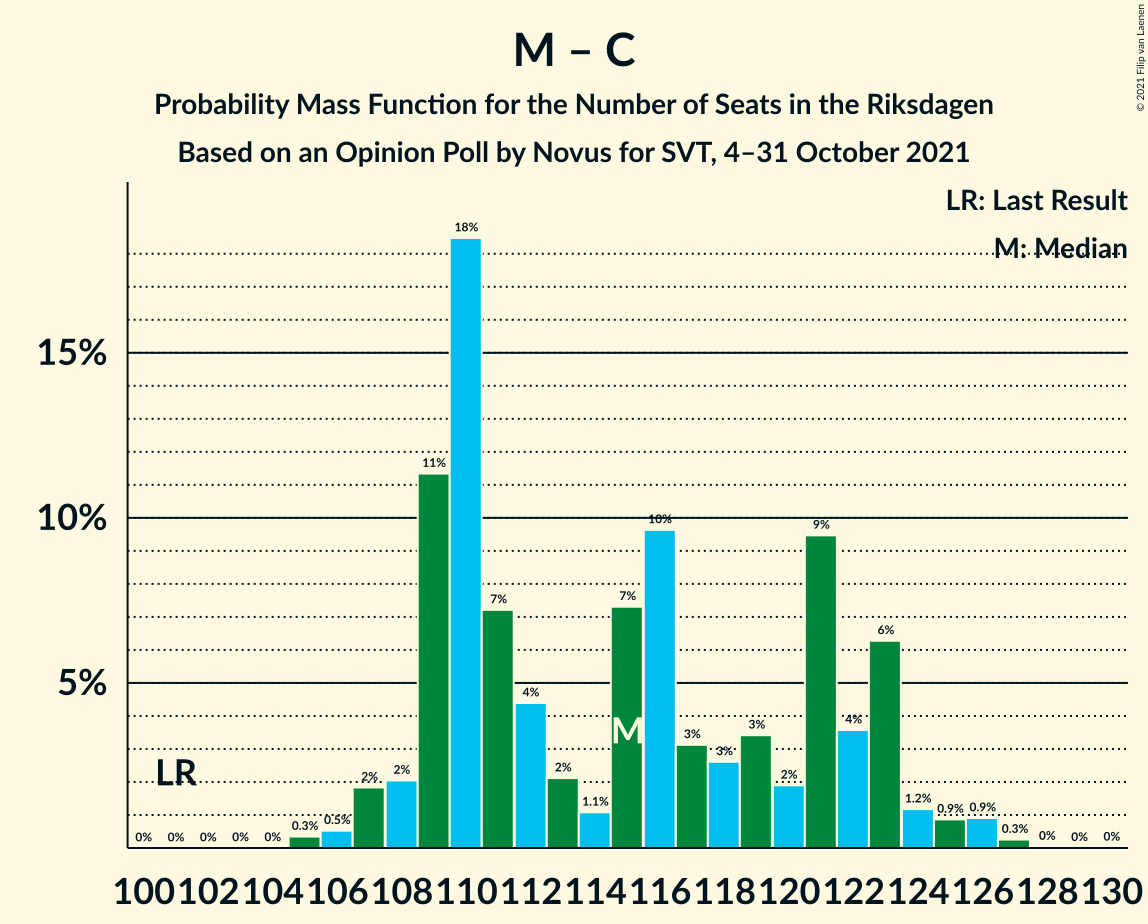 M – C
Probability Mass Function for the Number of Seats in the Riksdagen
Based on an Opinion Poll by Novus for SVT, 4–31 October 2021
© 2021 Filip van Laenen
LR: Last Result
M: Median
15%
10%
5%
LR
M
0% 0% 0% 0% 0% 0.3% 0.5% 2% 2% 11% 18% 7% 4% 2% 1.1% 7% 10% 3% 3% 3% 2% 9% 4% 6% 1.2% 0.9% 0.9% 0.3% 0% 0% 0%
100 102 104 106 108 110 112 114 116 118 120 122 124 126 128 130